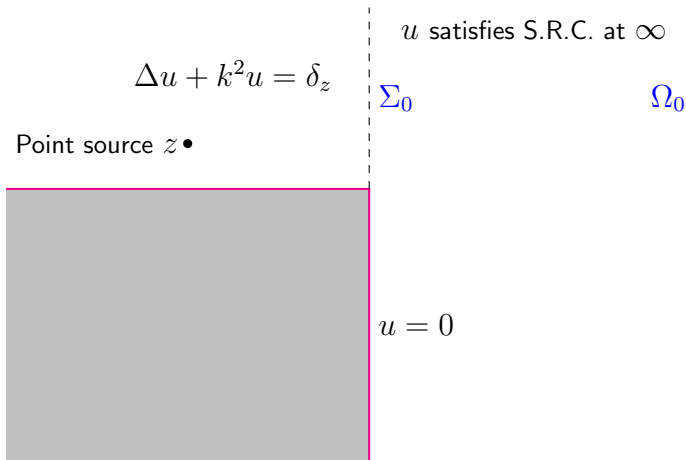 u satisfies S.R.C. at ∞
Δu + k²u = δ_z
Σ₀
Ω₀
Point source z
u = 0